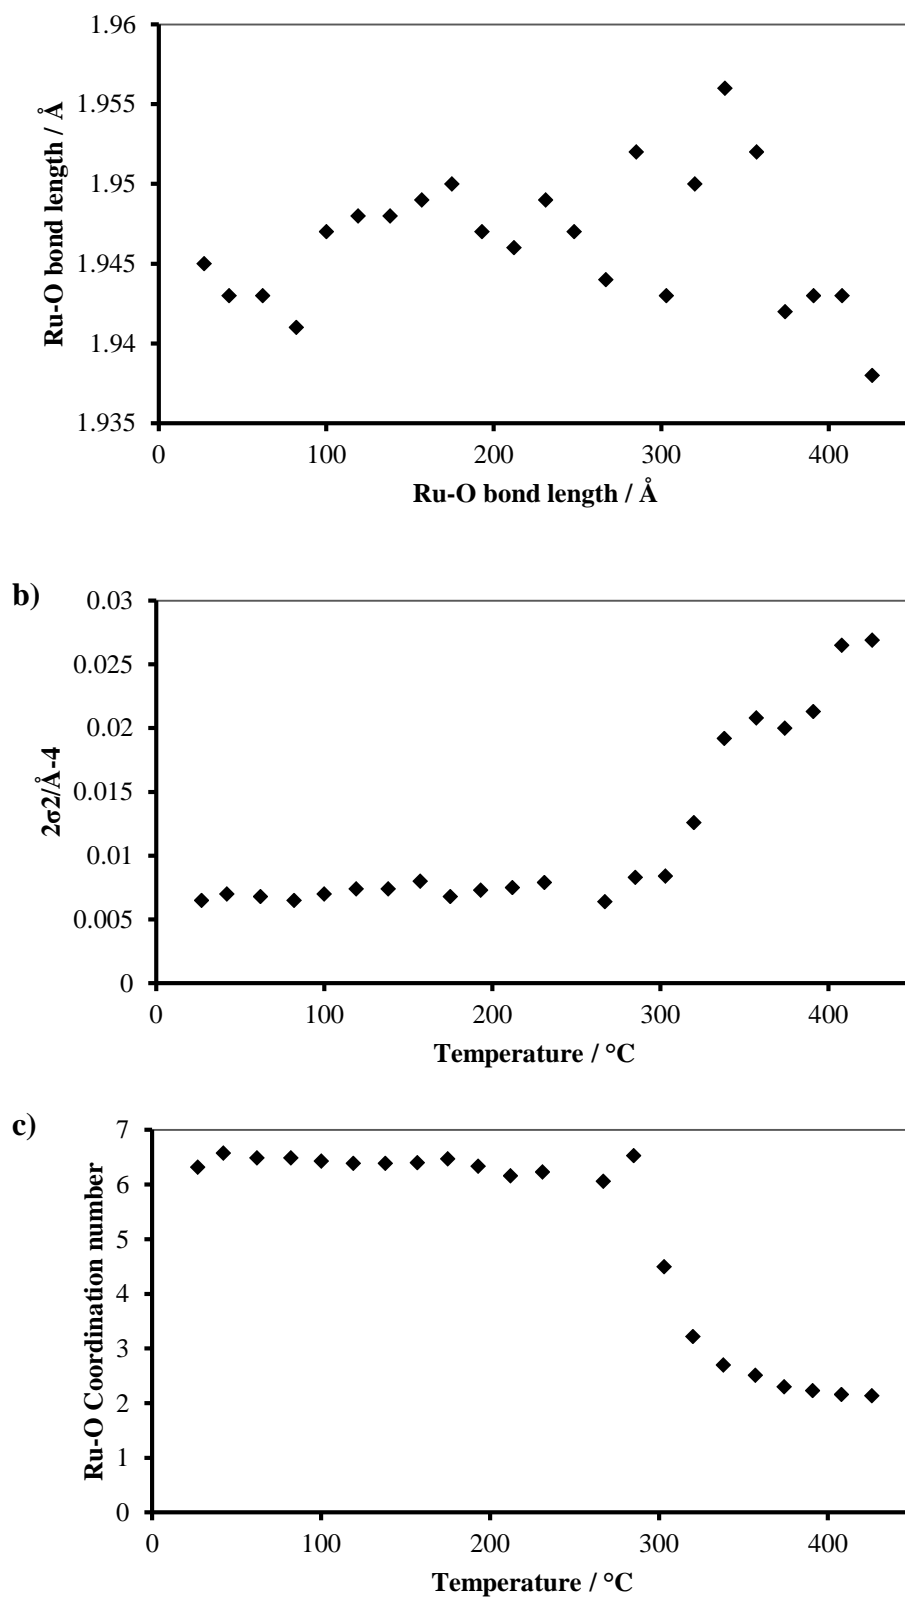 1.96
1.955
1.95
1.945
1.94
1.935
Ru-O bond length / Å
0 100 200 300 400
Ru-O bond length / Å
b)
0.03
0.025
0.02
0.015
0.01
0.005
0
2σ2/Å-4
0 100 200 300 400
Temperature / °C
c)
7
6
5
4
3
2
1
0
Ru-O Coordination number
0 100 200 300 400
Temperature / °C